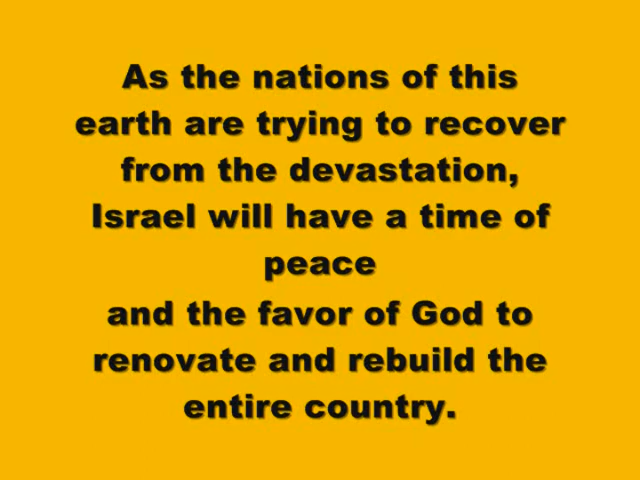 As the nations of this
earth are trying to recover
from the devastation,
Israel will have a time of
peace
and the favor of God to
renovate and rebuild the
entire country.